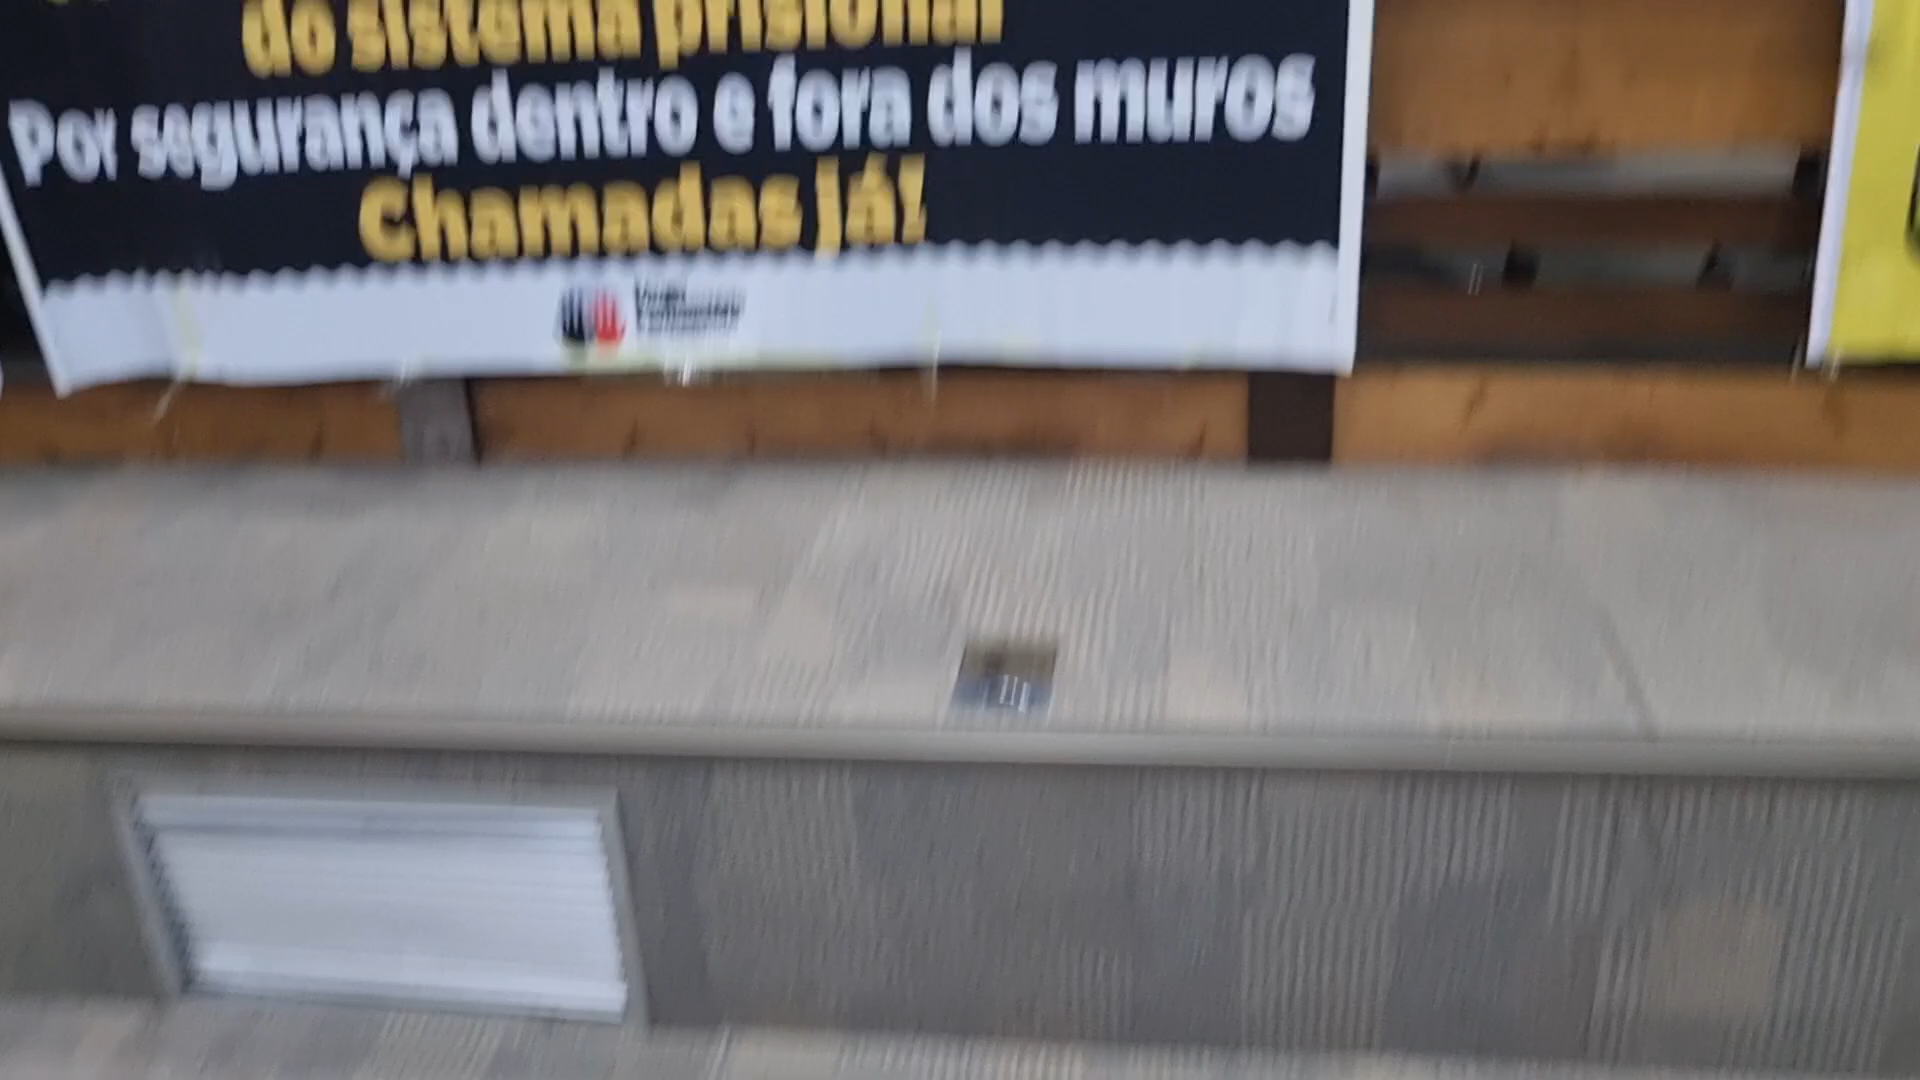 do sistema prisional
Por segurança dentro e fora dos muros
Chamadas já!